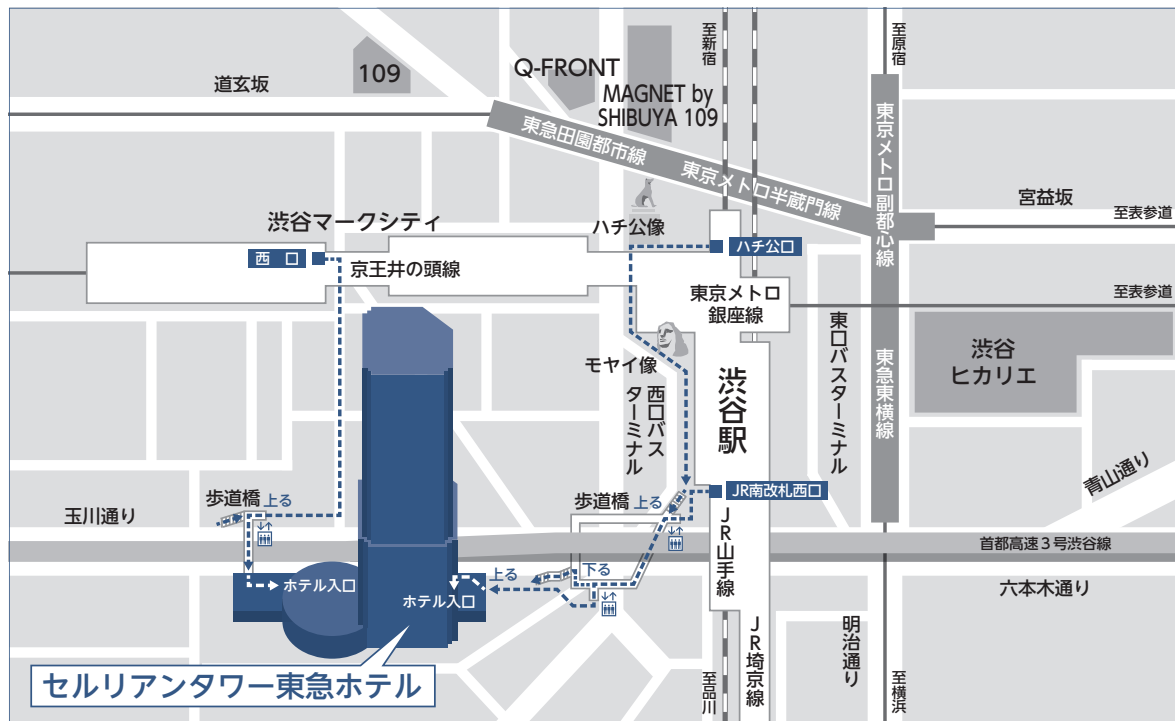 至新宿
至原宿
道玄坂
109
Q-FRONT
MAGNET by
SHIBUYA 109
東急田園都市線
東京メトロ半蔵門線
東京メトロ副都心線
宮益坂
至表参道
渋谷マークシティ
ハチ公像
ハチ公口
西 口
京王井の頭線
東京メトロ
銀座線
至表参道
モヤイ像
西口バス
ターミナル
渋谷駅
東口バスターミナル
東急東横線
渋谷
ヒカリエ
青山通り
JR南改札西口
歩道橋 上る
玉川通り
歩道橋 上る
JR山手線
首都高速3号渋谷線
下る
上る
ホテル入口
ホテル入口
六本木通り
JR埼京線
明治通り
至品川
至横浜
セルリアンタワー東急ホテル